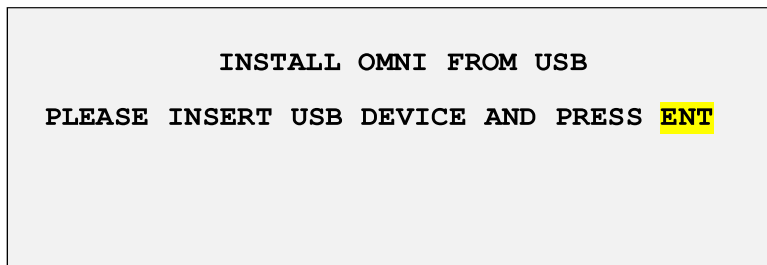 INSTALL OMNI FROM USB
PLEASE INSERT USB DEVICE AND PRESS ENT